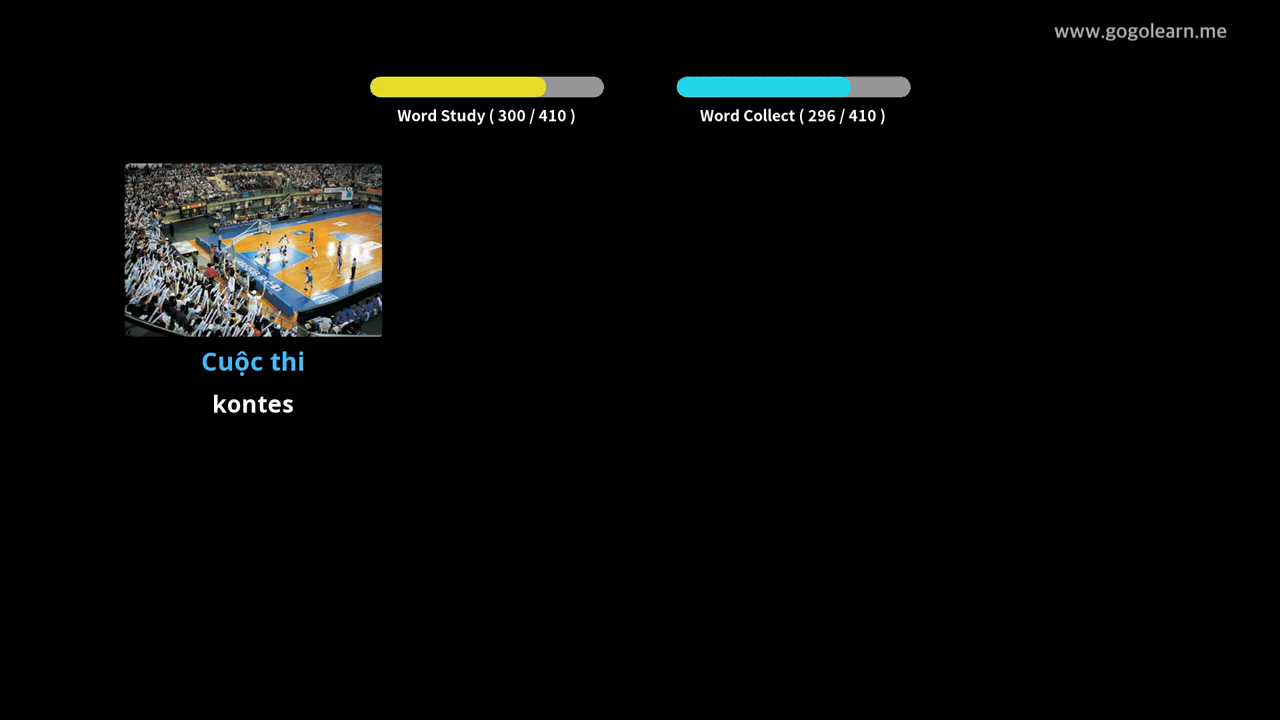 www.gogolearn.me
Word Study ( 300 / 410 )
Word Collect ( 296 / 410 )
Cuộc thi
kontes